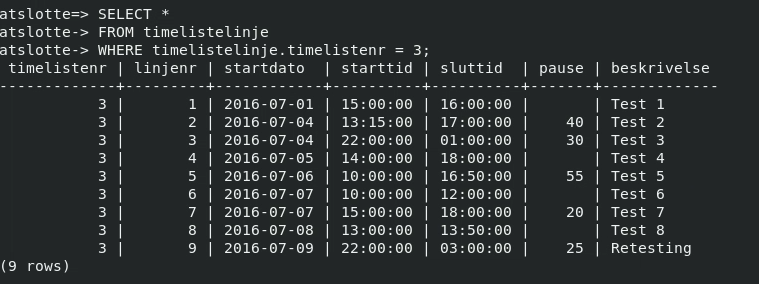 atslotte=> SELECT *
atslotte-> FROM timelistelinje
atslotte-> WHERE timelistelinje.timelistenr = 3;
 timelistenr | linjenr | startdato  | starttid | sluttid  | pause | beskrivelse
-------------+---------+------------+----------+----------+-------+-------------
           3 |       1 | 2016-07-01 | 15:00:00 | 16:00:00 |       | Test 1
           3 |       2 | 2016-07-04 | 13:15:00 | 17:00:00 |    40 | Test 2
           3 |       3 | 2016-07-04 | 22:00:00 | 01:00:00 |    30 | Test 3
           3 |       4 | 2016-07-05 | 14:00:00 | 18:00:00 |       | Test 4
           3 |       5 | 2016-07-06 | 10:00:00 | 16:50:00 |    55 | Test 5
           3 |       6 | 2016-07-07 | 10:00:00 | 12:00:00 |       | Test 6
           3 |       7 | 2016-07-07 | 15:00:00 | 18:00:00 |    20 | Test 7
           3 |       8 | 2016-07-08 | 13:00:00 | 13:50:00 |       | Test 8
           3 |       9 | 2016-07-09 | 22:00:00 | 03:00:00 |    25 | Retesting
(9 rows)